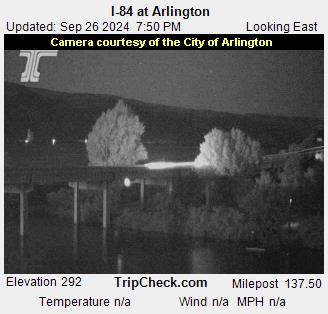 I-84 at Arlington
Updated: Sep 26 2024 7:50 PM Looking East
Camera courtesy of the City of Arlington
Elevation 292 TripCheck.com Milepost 137.50
Temperature n/a Wind n/a MPH n/a